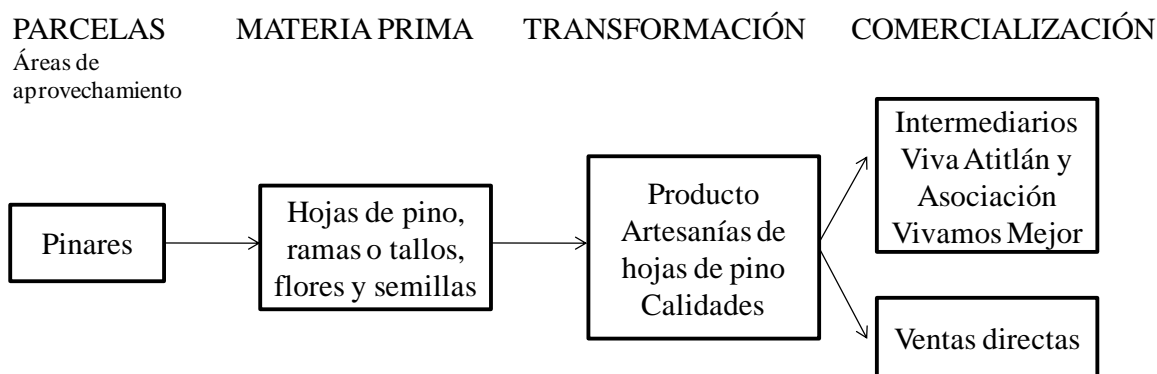 PARCELAS
Áreas de
aprovechamiento
MATERIA PRIMA
TRANSFORMACIÓN
COMERCIALIZACIÓN
Pinares
Hojas de pino,
ramas o tallos,
flores y semillas
Producto
Artesanías de
hojas de pino
Calidades
Intermediarios
Viva Atitlán y
Asociación
Vivamos Mejor
Ventas directas